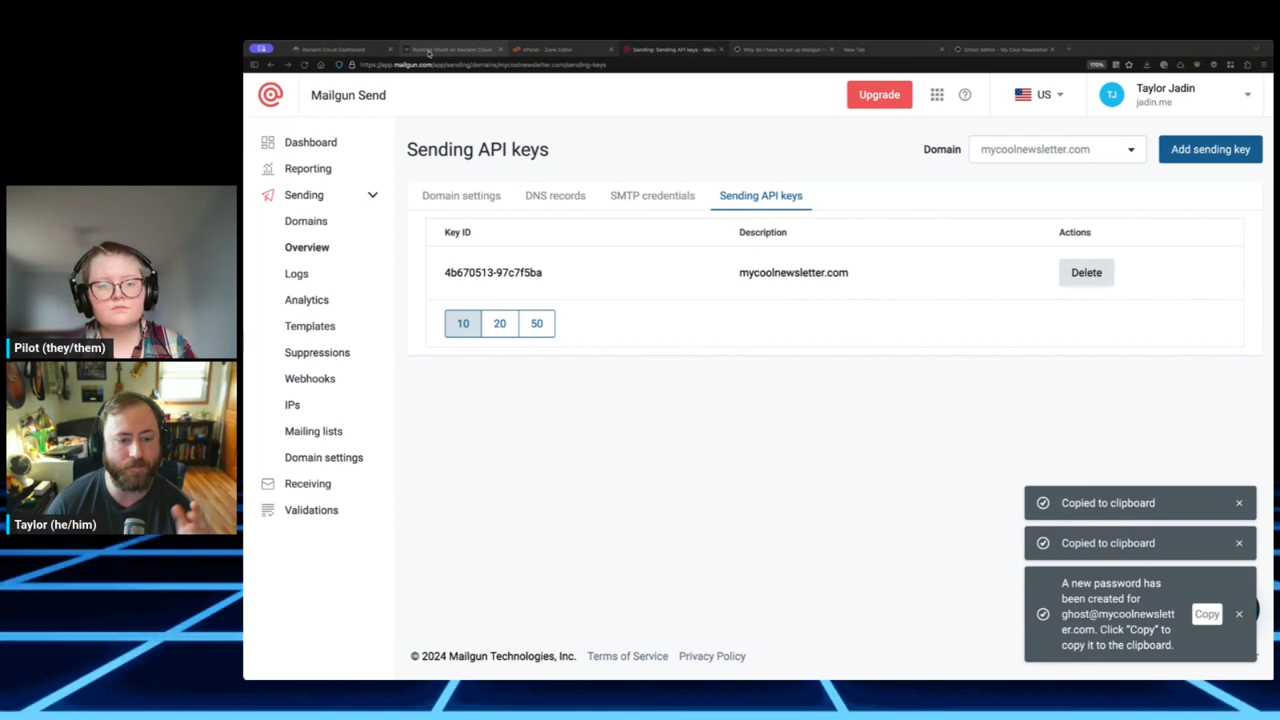 Reclaim Cloud Dashboard
Running Ghost on Reclaim Cloud
cPanel - Zone Editor
Sending: Sending API keys - Mailg
Why do I have to set up Mailgun
New Tab
Ghost Admin - My Cool Newsletter
https://app.mailgun.com/app/sending/domains/mycoolnewsletter.com/sending-keys
170%
Mailgun Send
Upgrade
US
TJ
Taylor Jadin
jadin.me
Dashboard
Reporting
Sending
Domains
Overview
Logs
Analytics
Templates
Suppressions
Webhooks
IPs
Mailing lists
Domain settings
Receiving
Validations
Sending API keys
Domain
mycoolnewsletter.com
Add sending key
Domain settings
DNS records
SMTP credentials
Sending API keys
Key ID
Description
Actions
4b670513-97c7f5ba
mycoolnewsletter.com
Delete
10
20
50
Pilot (they/them)
Taylor (he/him)
Copied to clipboard
Copied to clipboard
A new password has
been created for
ghost@mycoolnewslett
er.com. Click “Copy” to
copy it to the clipboard.
Copy
© 2024 Mailgun Technologies, Inc.
Terms of Service
Privacy Policy